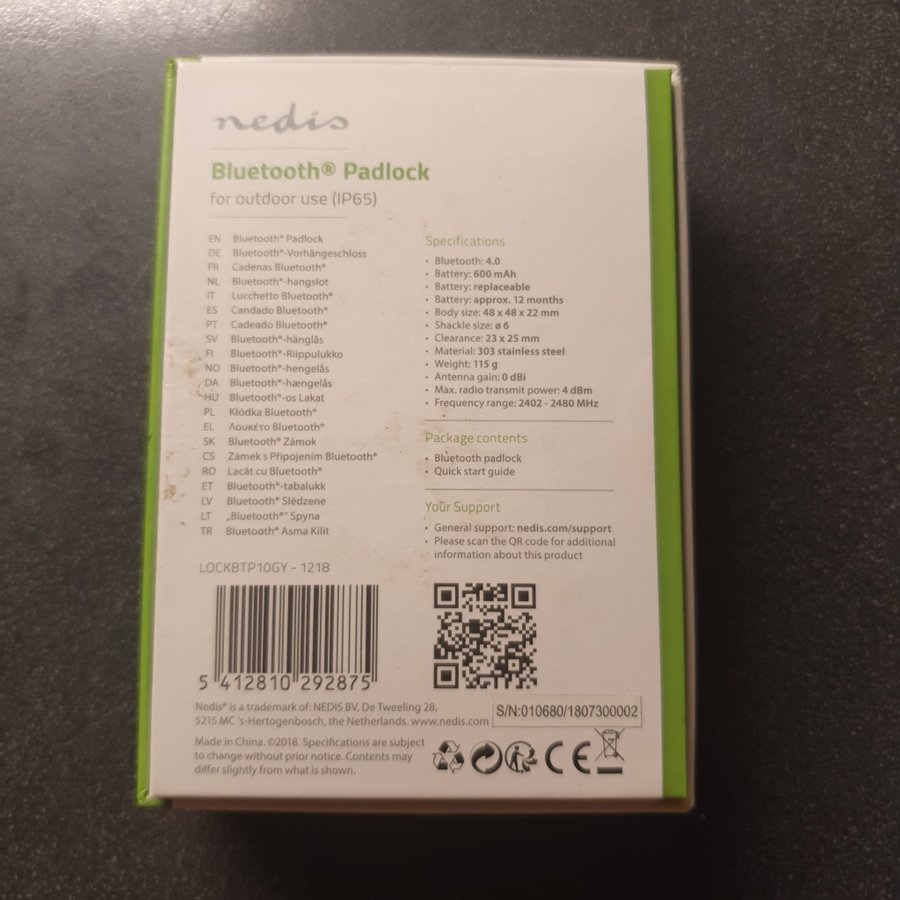 nedis
Bluetooth® Padlock
for outdoor use (IP65)
EN Bluetooth® Padlock
DE Bluetooth®-Vorhängeschloss
FR Cadenas Bluetooth®
NL Bluetooth®-hangslot
IT Lucchetto Bluetooth®
ES Candado Bluetooth®
PT Cadeado Bluetooth®
SV Bluetooth®-hänglås
FI Bluetooth®-Riippulukko
NO Bluetooth®-hengelås
DA Bluetooth®-hængelås
HU Bluetooth®-os Lakat
PL Kłódka Bluetooth®
EL Λουκέτο Bluetooth®
SK Bluetooth® Zámok
CS Zámek s Připojením Bluetooth®
RO Lacăt cu Bluetooth®
ET Bluetooth®-tabalukk
LV Bluetooth® Slēdzene
LT „Bluetooth®“ Spyna
TR Bluetooth® Asma Kilit
Specifications
• Bluetooth: 4.0
• Battery: 600 mAh
• Battery: replaceable
• Battery: approx. 12 months
• Body size: 48 x 48 x 22 mm
• Shackle size: ø 6
• Clearance: 23 x 25 mm
• Material: 303 stainless steel
• Weight: 115 g
• Antenna gain: 0 dBi
• Max. radio transmit power: 4 dBm
• Frequency range: 2402 - 2480 MHz
Package contents
• Bluetooth padlock
• Quick start guide
Your Support
• General support: nedis.com/support
• Please scan the QR code for additional
information about this product
LOCKBTP10GY - 1218
5 412810 292875
Nedis® is a trademark of: NEDIS BV, De Tweeling 28,
5215 MC 's-Hertogenbosch, the Netherlands. www.nedis.com
S/N:010680/1807300002
Made in China. ©2018. Specifications are subject
to change without prior notice. Contents may
differ slightly from what is shown.
CE